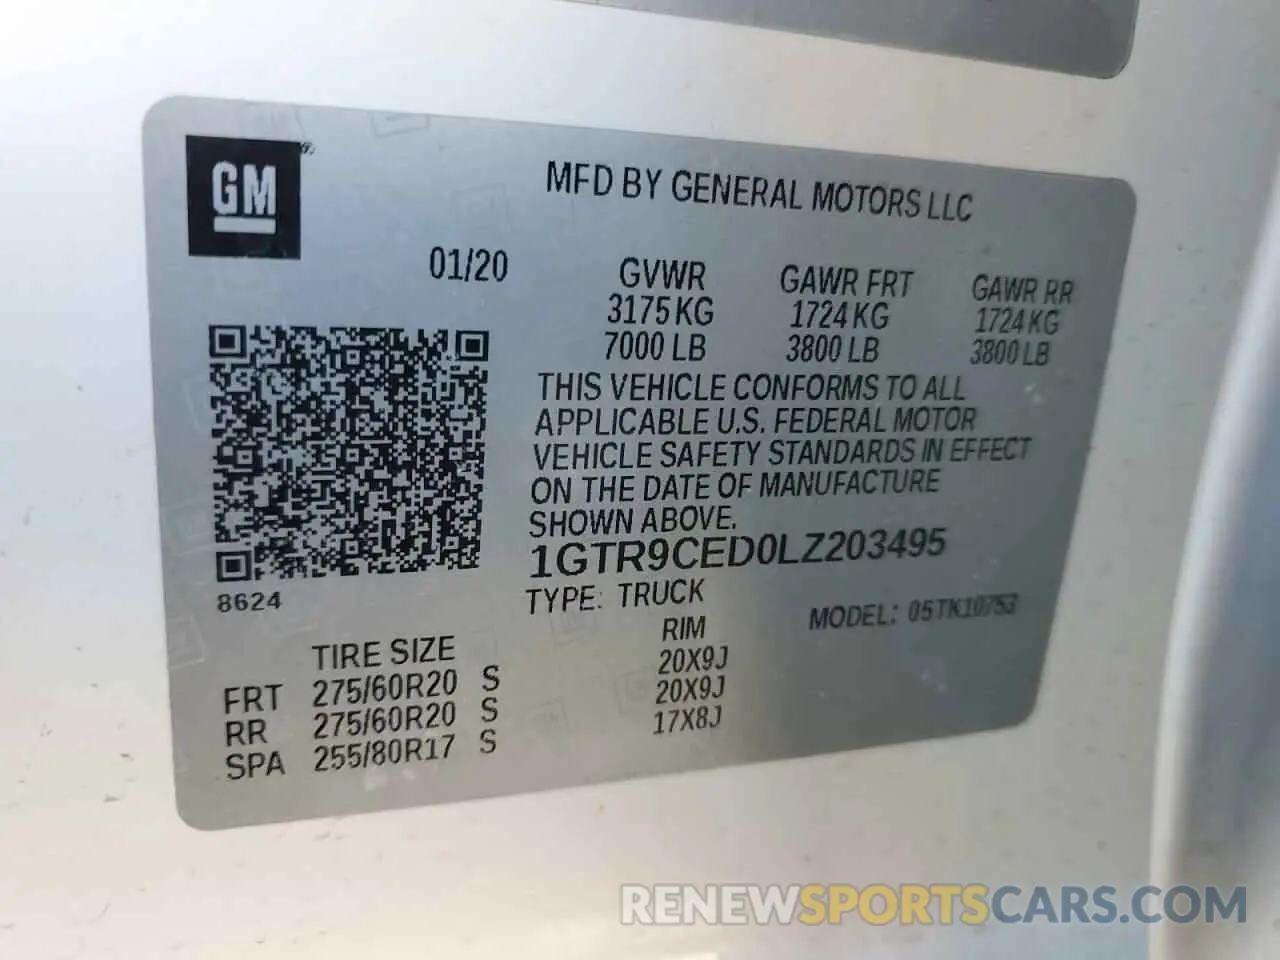 GM
MFD BY GENERAL MOTORS LLC
01/20
GVWR GAWR FRT GAWR RR
3175 KG 1724 KG 1724 KG
7000 LB 3800 LB 3800 LB
THIS VEHICLE CONFORMS TO ALL
APPLICABLE U.S. FEDERAL MOTOR
VEHICLE SAFETY STANDARDS IN EFFECT
ON THE DATE OF MANUFACTURE
SHOWN ABOVE.
1GTR9CED0LZ203495
8624
TYPE: TRUCK MODEL: 05TK10753
TIRE SIZE RIM
FRT 275/60R20 S 20X9J
RR 275/60R20 S 20X9J
SPA 255/80R17 S 17X8J
RENEWSPORTSCARS.COM